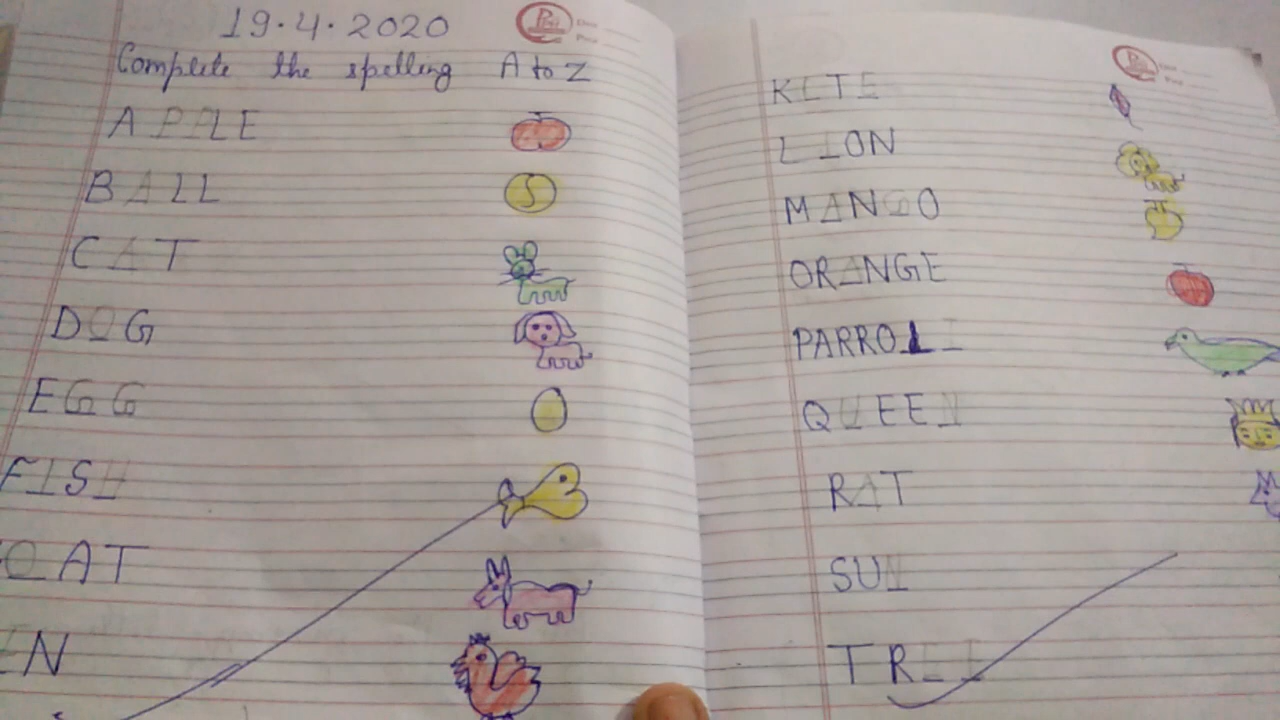 19.4.2020
Complete the spelling A to Z
APPLE
BALL
CAT
DOG
EGG
FISH
OAT
EN
KITE
LION
MANGO
ORANGE
PARROT
QUEEN
RAT
SUN
TREE